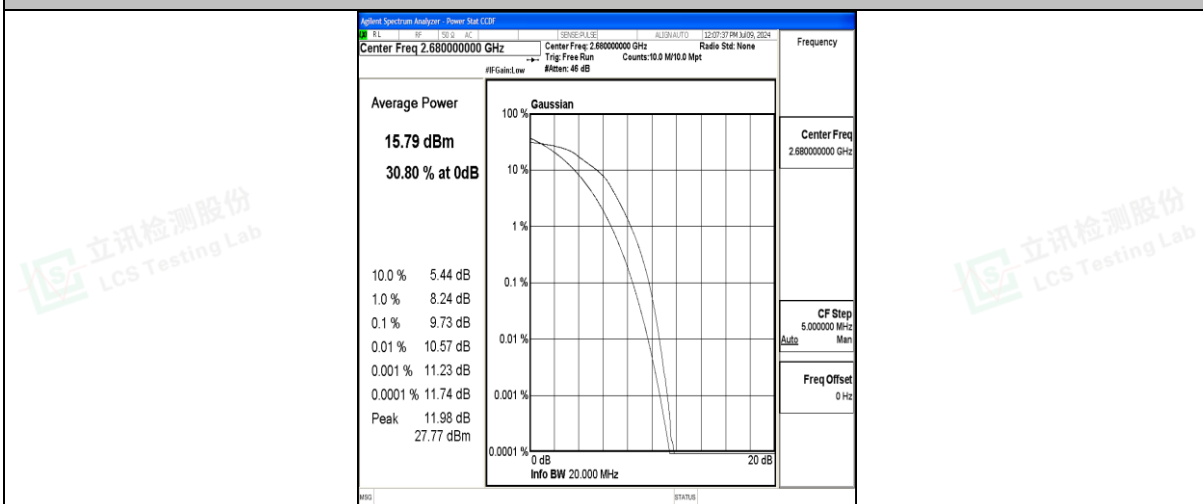 Agilent Spectrum Analyzer - Power Stat CCDF
RL RF 50 Ω AC SENSE:PULSE ALIGN AUTO 12:07:37 PM Jul 09, 2024
Center Freq 2.680000000 GHz
Center Freq: 2.680000000 GHz Radio Std: None
Trig: Free Run Counts:10.0 M/10.0 Mpt
#IFGain:Low #Atten: 46 dB
Frequency
Average Power
15.79 dBm
30.80 % at 0dB
10.0 % 5.44 dB
1.0 % 8.24 dB
0.1 % 9.73 dB
0.01 % 10.57 dB
0.001 % 11.23 dB
0.0001 % 11.74 dB
Peak 11.98 dB
27.77 dBm
Gaussian
100 %
10 %
1 %
0.1 %
0.01 %
0.001 %
0.0001 %
0 dB 20 dB
Info BW 20.000 MHz
Center Freq
2.680000000 GHz
CF Step
5.000000 MHz
Auto Man
Freq Offset
0 Hz
MSG STATUS
立讯检测股份
LCS Testing Lab
立讯检测股份
LCS Testing Lab